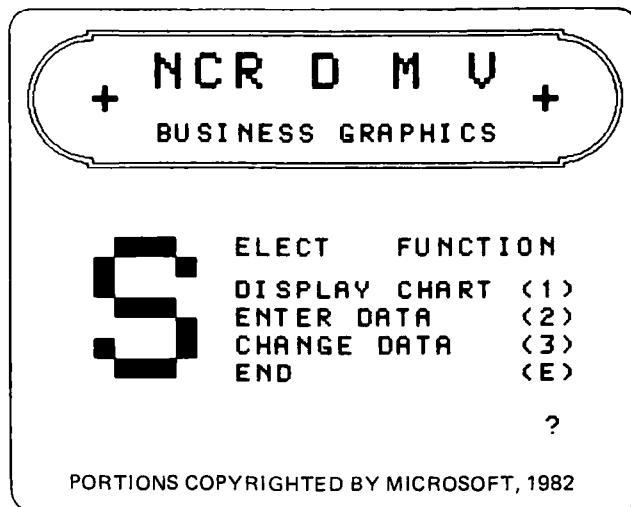 NCR D M V
+ +
BUSINESS GRAPHICS
SELECT FUNCTION
DISPLAY CHART (1)
ENTER DATA (2)
CHANGE DATA (3)
END (E)
?
PORTIONS COPYRIGHTED BY MICROSOFT, 1982